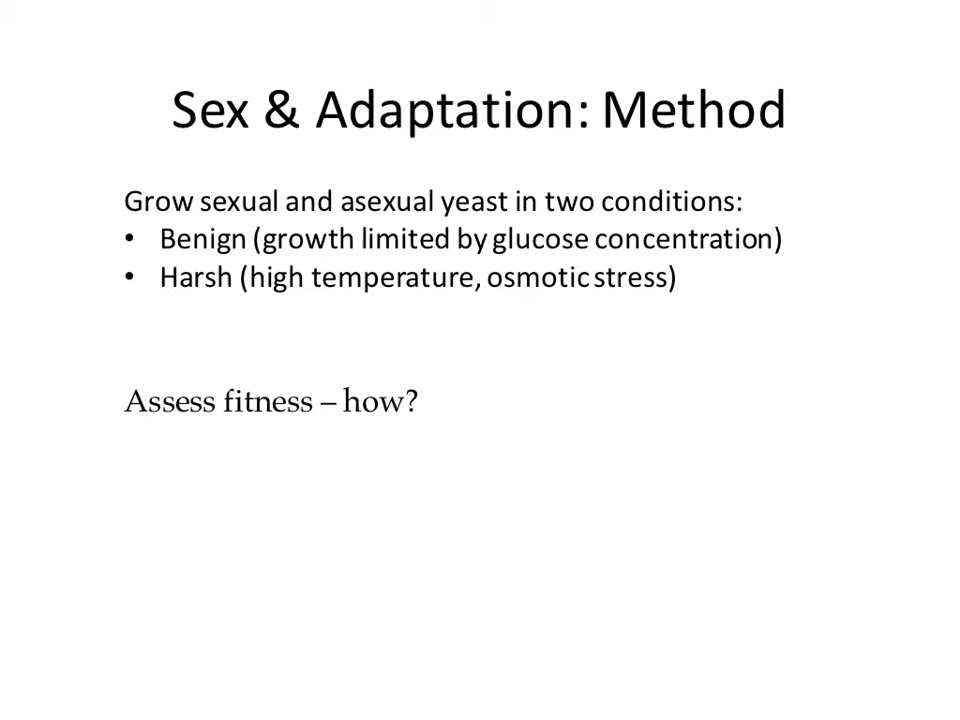 Sex & Adaptation: Method
Grow sexual and asexual yeast in two conditions:
• Benign (growth limited by glucose concentration)
• Harsh (high temperature, osmotic stress)
Assess fitness – how?